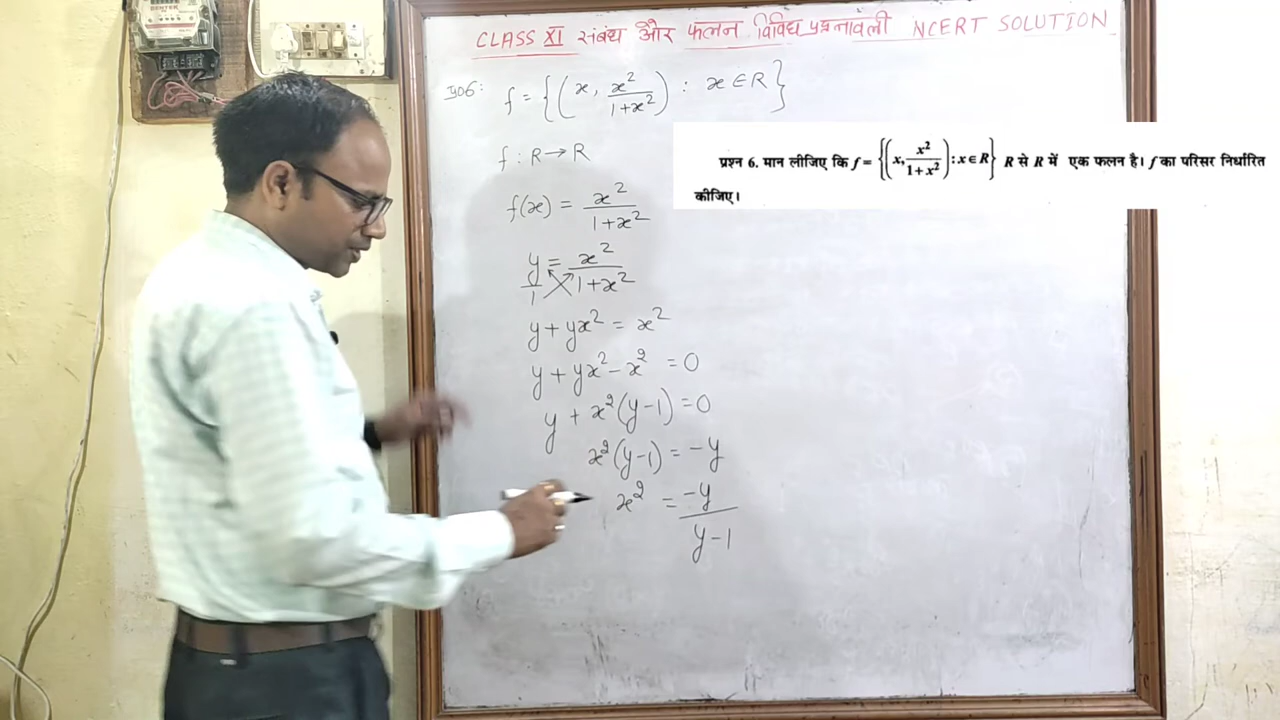 CLASS XI संबंध और फलन विविध प्रश्नावली NCERT SOLUTION
प्र06: f = {(x, x²/1+x²) : x ∈ R}
f : R → R
f(x) = x²/1+x²
y/1 = x²/1+x²
y + yx² = x²
y + yx² - x² = 0
y + x²(y-1) = 0
x²(y-1) = -y
x² = -y/y-1
प्रश्न 6. मान लीजिए कि f = {(x, x²/1+x²) : x ∈ R} R से R में एक फलन है। f का परिसर निर्धारित
कीजिए।